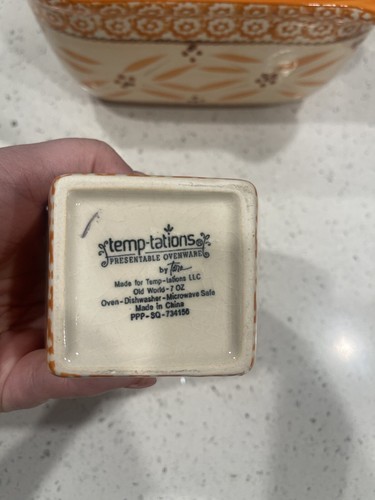 temp-tations
PRESENTABLE OVENWARE
by Tara
Made for Temp-tations LLC
Old World-7 OZ
Oven-Dishwasher-Microwave Safe
Made in China
PPP-SQ-734156